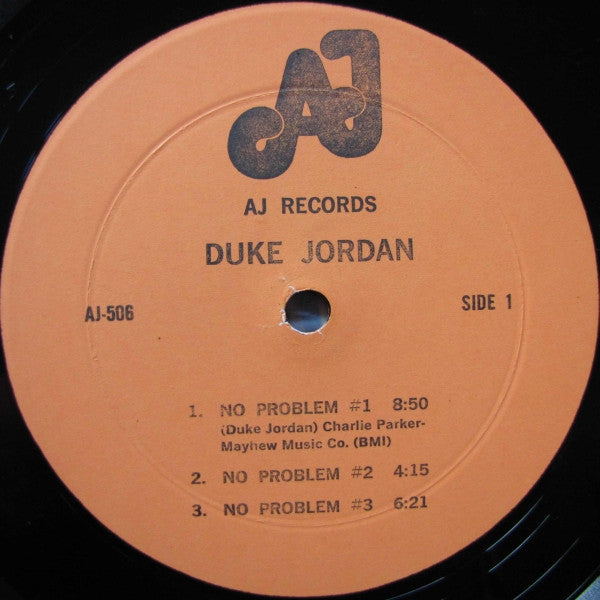 AJ
AJ RECORDS
DUKE JORDAN
AJ-506
SIDE 1
1. NO PROBLEM #1 8:50
(Duke Jordan) Charlie Parker-
Mayhew Music Co. (BMI)
2. NO PROBLEM #2 4:15
3. NO PROBLEM #3 6:21